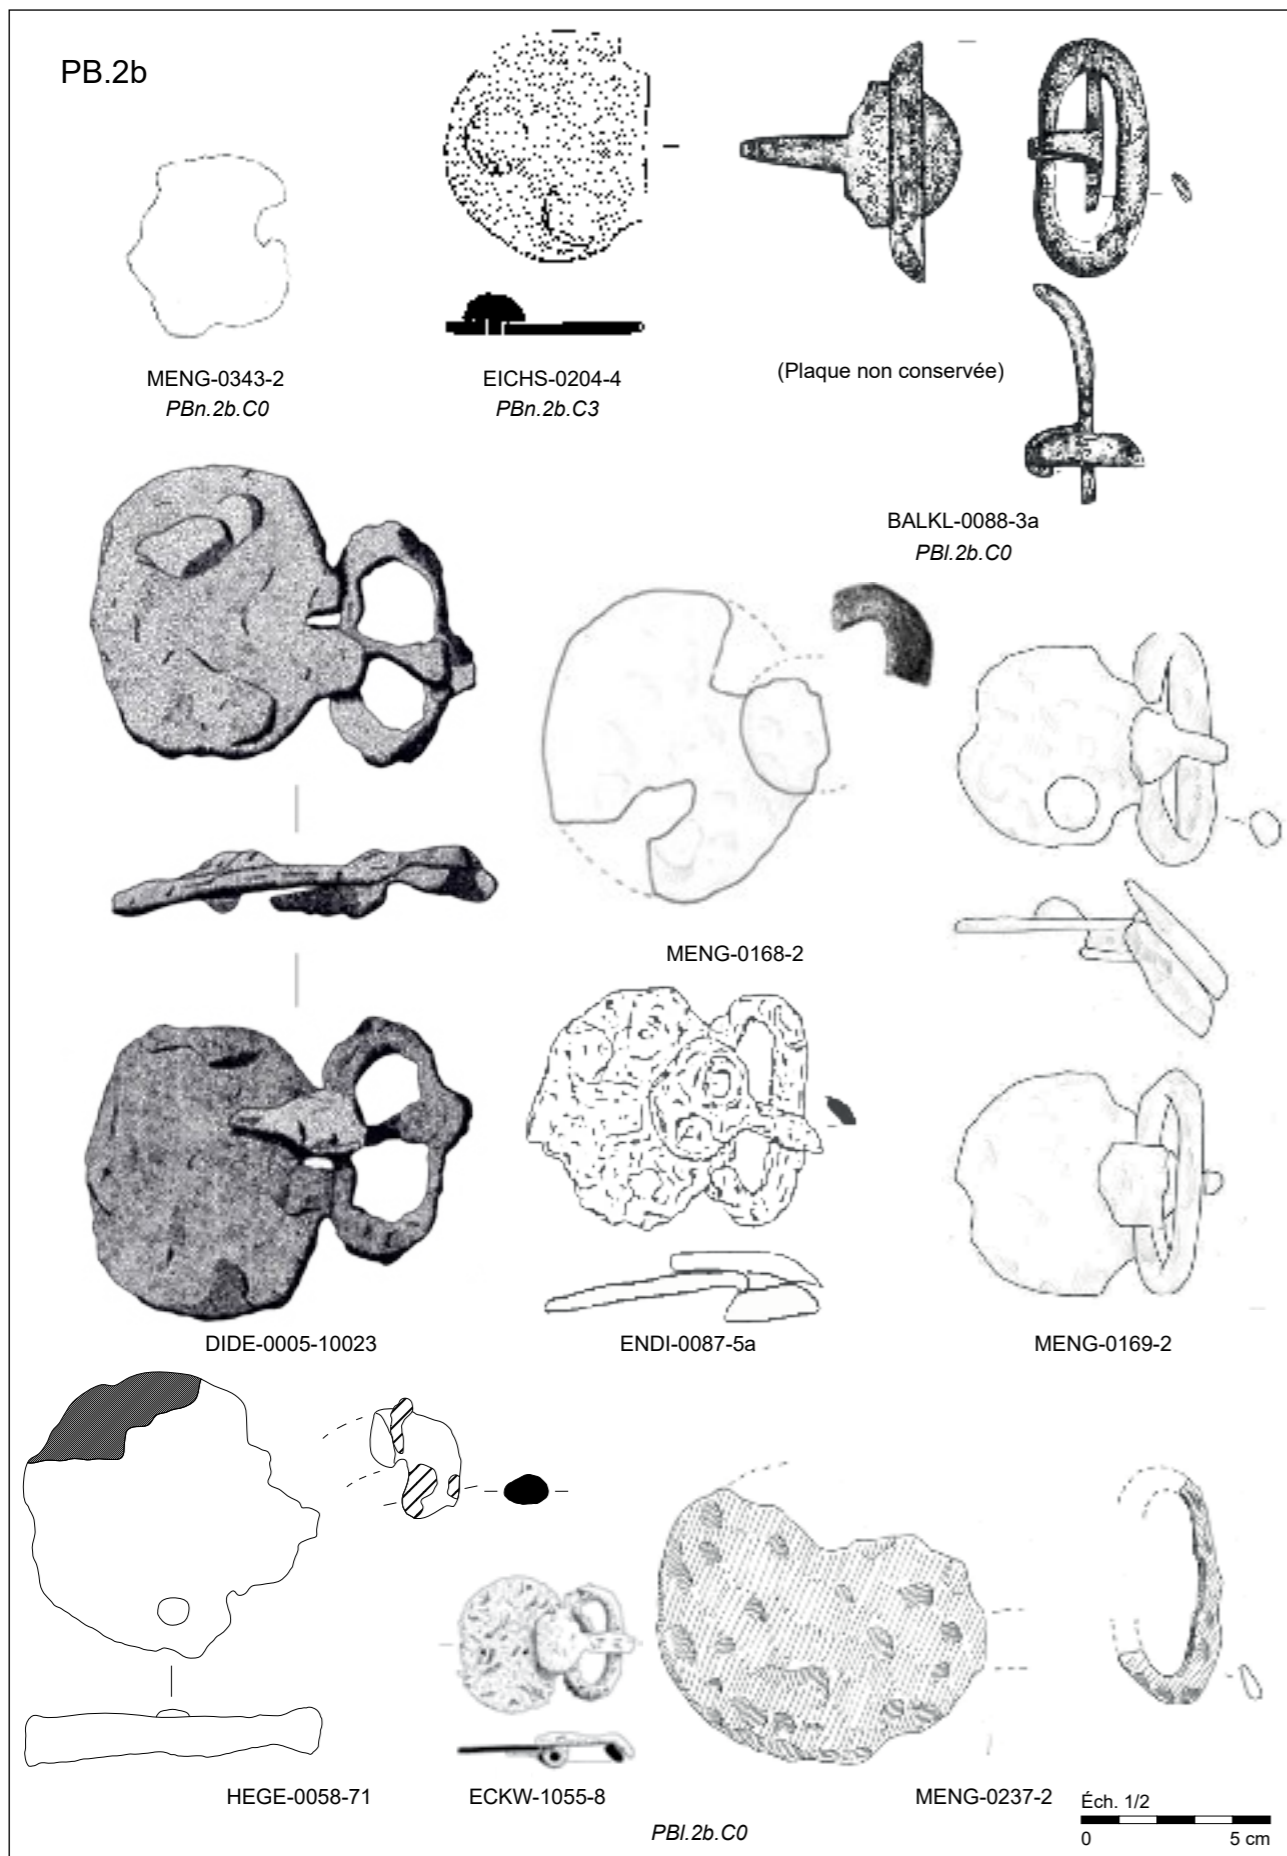 PB.2b
MENG-0343-2
PBn.2b.C0
EICHS-0204-4
PBn.2b.C3
(Plaque non conservée)
BALKL-0088-3a
PBl.2b.C0
MENG-0168-2
DIDE-0005-10023
ENDI-0087-5a
MENG-0169-2
HEGE-0058-71
ECKW-1055-8
MENG-0237-2
PBl.2b.C0
Éch. 1/2
0 5 cm